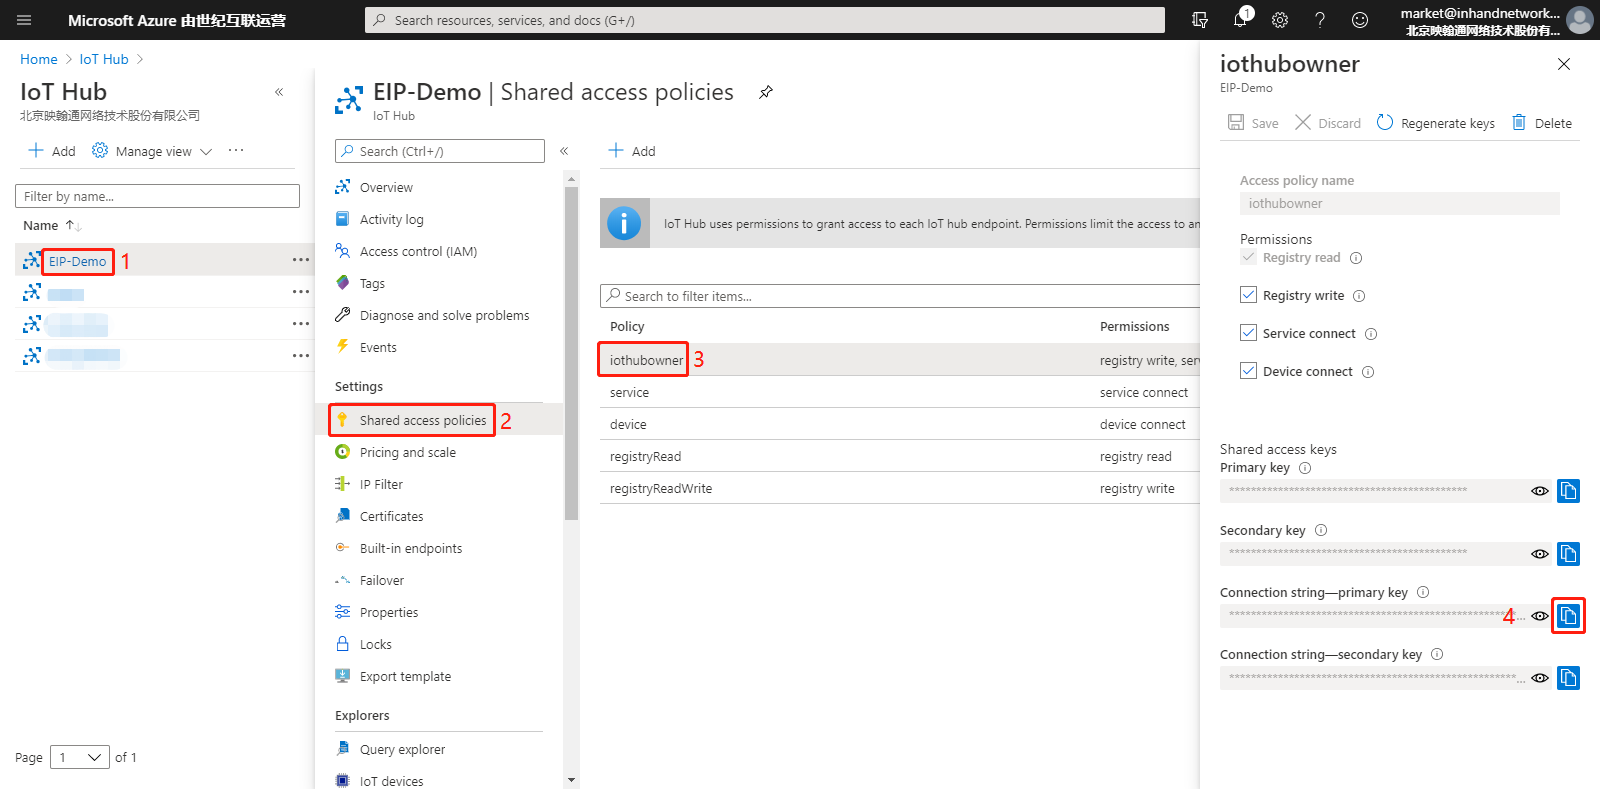 Microsoft Azure 由世纪互联运营
Search resources, services, and docs (G+/)
1
market@inhandnetwork...
北京映翰通网络技术股份有...
Home > IoT Hub >
IoT Hub
«
北京映翰通网络技术股份有限公司
Add
Manage view
...
Filter by name...
Name ↑↓
EIP-Demo
1
Page
1
of 1
EIP-Demo | Shared access policies
IoT Hub
Search (Ctrl+/)
«
Overview
Activity log
Access control (IAM)
Tags
Diagnose and solve problems
Events
Settings
Shared access policies
2
Pricing and scale
IP Filter
Certificates
Built-in endpoints
Failover
Properties
Locks
Export template
Explorers
Query explorer
IoT devices
Add
IoT Hub uses permissions to grant access to each IoT hub endpoint. Permissions limit the access to an
Search to filter items...
Policy
Permissions
iothubowner
3
registry write, serv
service
service connect
device
device connect
registryRead
registry read
registryReadWrite
registry write
iothubowner
EIP-Demo
Save
Discard
Regenerate keys
Delete
Access policy name
iothubowner
Permissions
Registry read
Registry write
Service connect
Device connect
Shared access keys
Primary key
********************************************
Secondary key
********************************************
Connection string—primary key
*****************************************************...
4
Connection string—secondary key
*****************************************************...